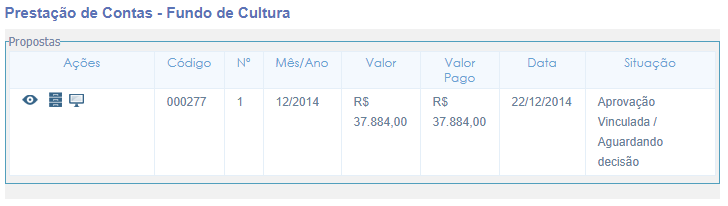 Prestação de Contas - Fundo de Cultura
Propostas
Ações Código Nº Mês/Ano Valor Valor Pago Data Situação
000277 1 12/2014 R$ 37.884,00 R$ 37.884,00 22/12/2014 Aprovação Vinculada / Aguardando decisão